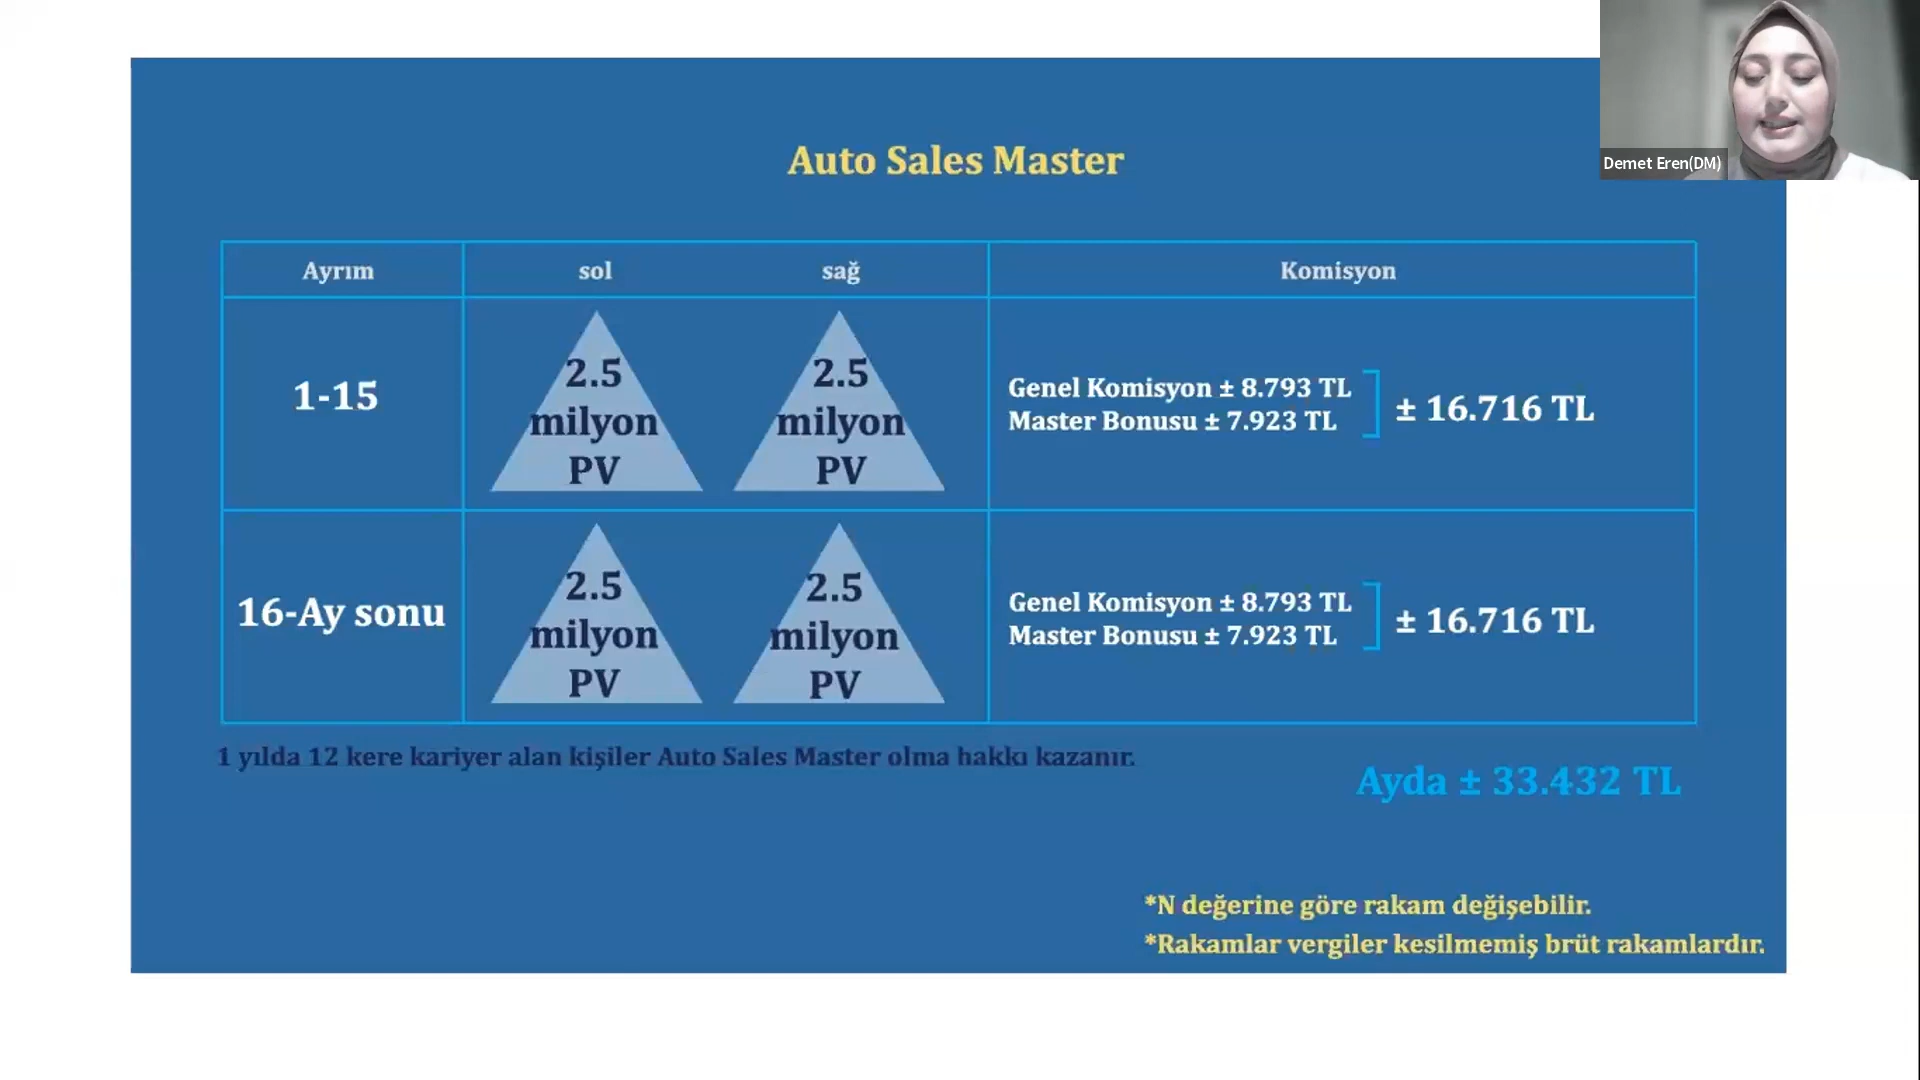 Demet Eren(DM)
Auto Sales Master
Ayrım sol sağ Komisyon
1-15
2.5
milyon
PV
2.5
milyon
PV
Genel Komisyon ± 8.793 TL
Master Bonusu ± 7.923 TL
± 16.716 TL
16-Ay sonu
2.5
milyon
PV
2.5
milyon
PV
Genel Komisyon ± 8.793 TL
Master Bonusu ± 7.923 TL
± 16.716 TL
1 yılda 12 kere kariyer alan kişiler Auto Sales Master olma hakkı kazanır.
Ayda ± 33.432 TL
*N değerine göre rakam değişebilir.
*Rakamlar vergiler kesilmemiş brüt rakamlardır.